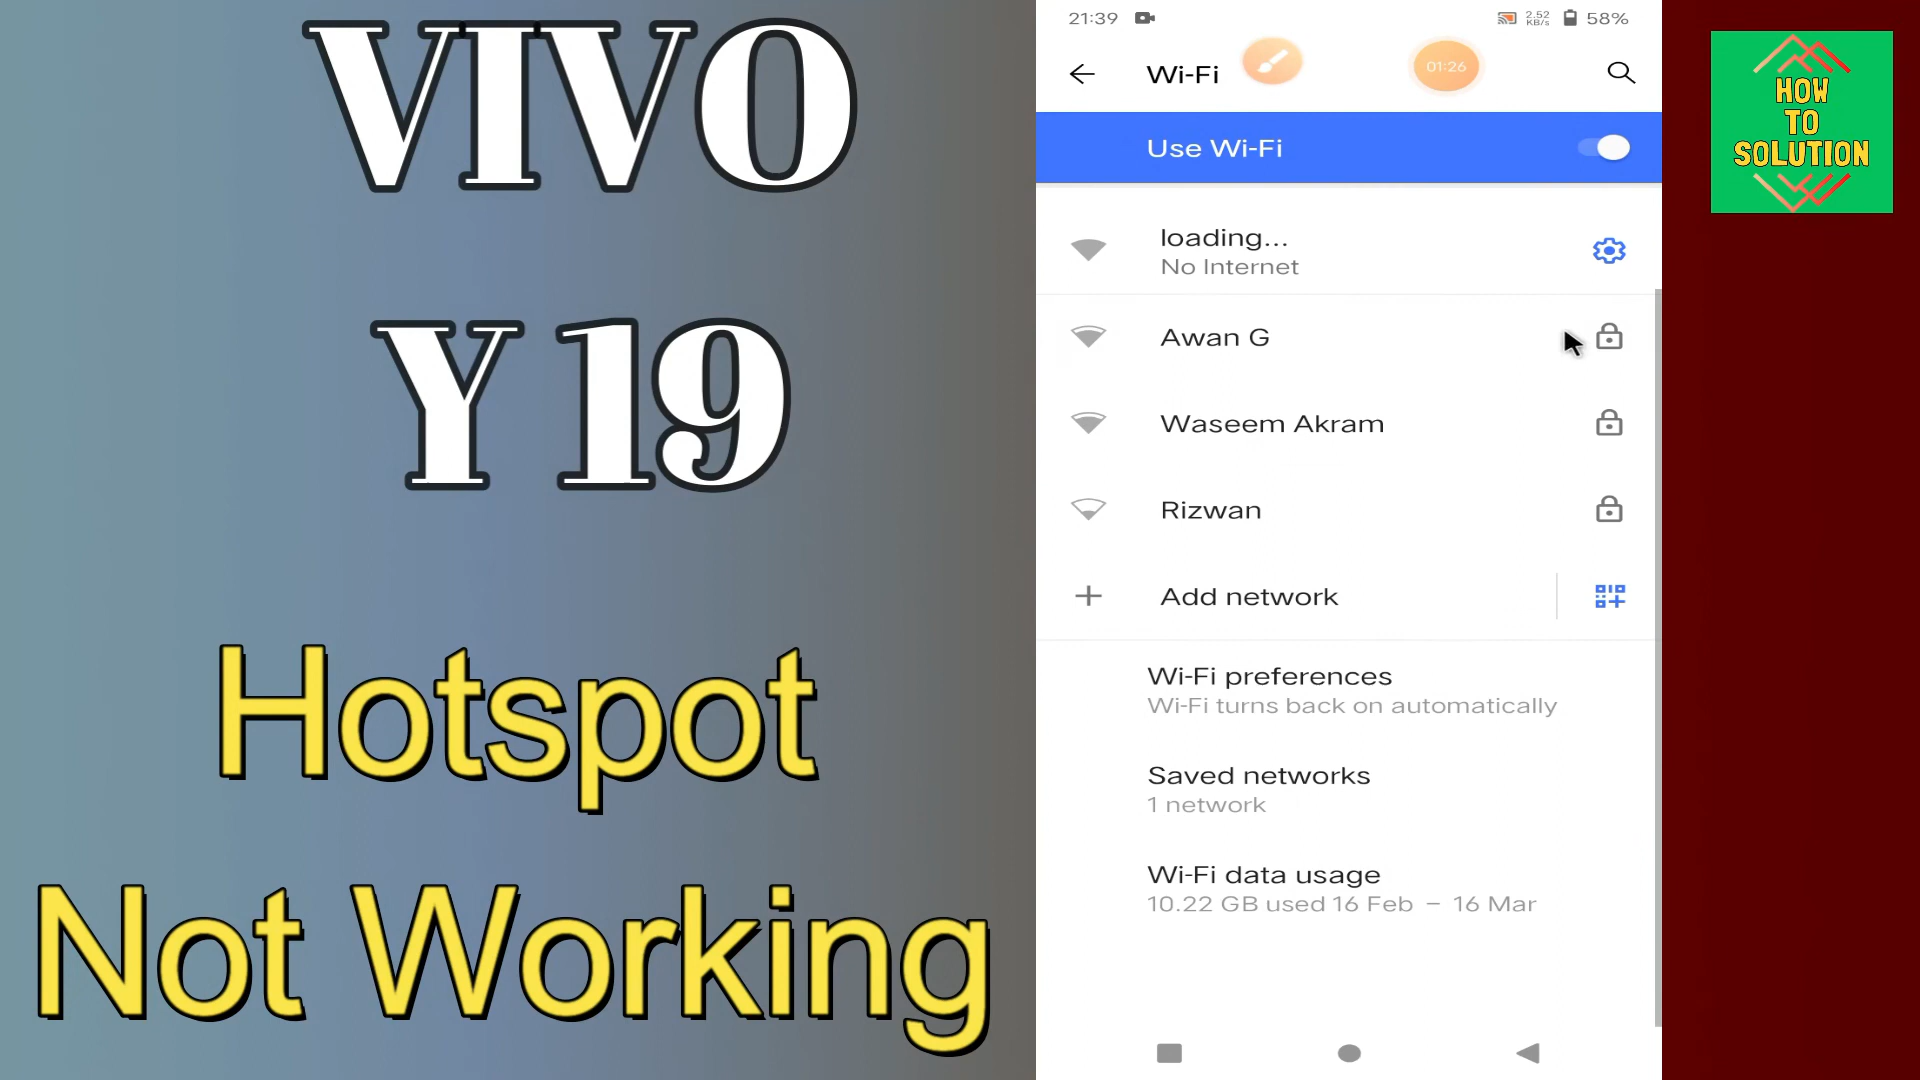 VIVO
Y 19
Hotspot
Not Working
21:39
2.52
KB/s
58%
Wi-Fi
01:26
Use Wi-Fi
loading...
No Internet
Awan G
Waseem Akram
Rizwan
Add network
Wi-Fi preferences
Wi-Fi turns back on automatically
Saved networks
1 network
Wi-Fi data usage
10.22 GB used 16 Feb – 16 Mar
HOW
TO
SOLUTION